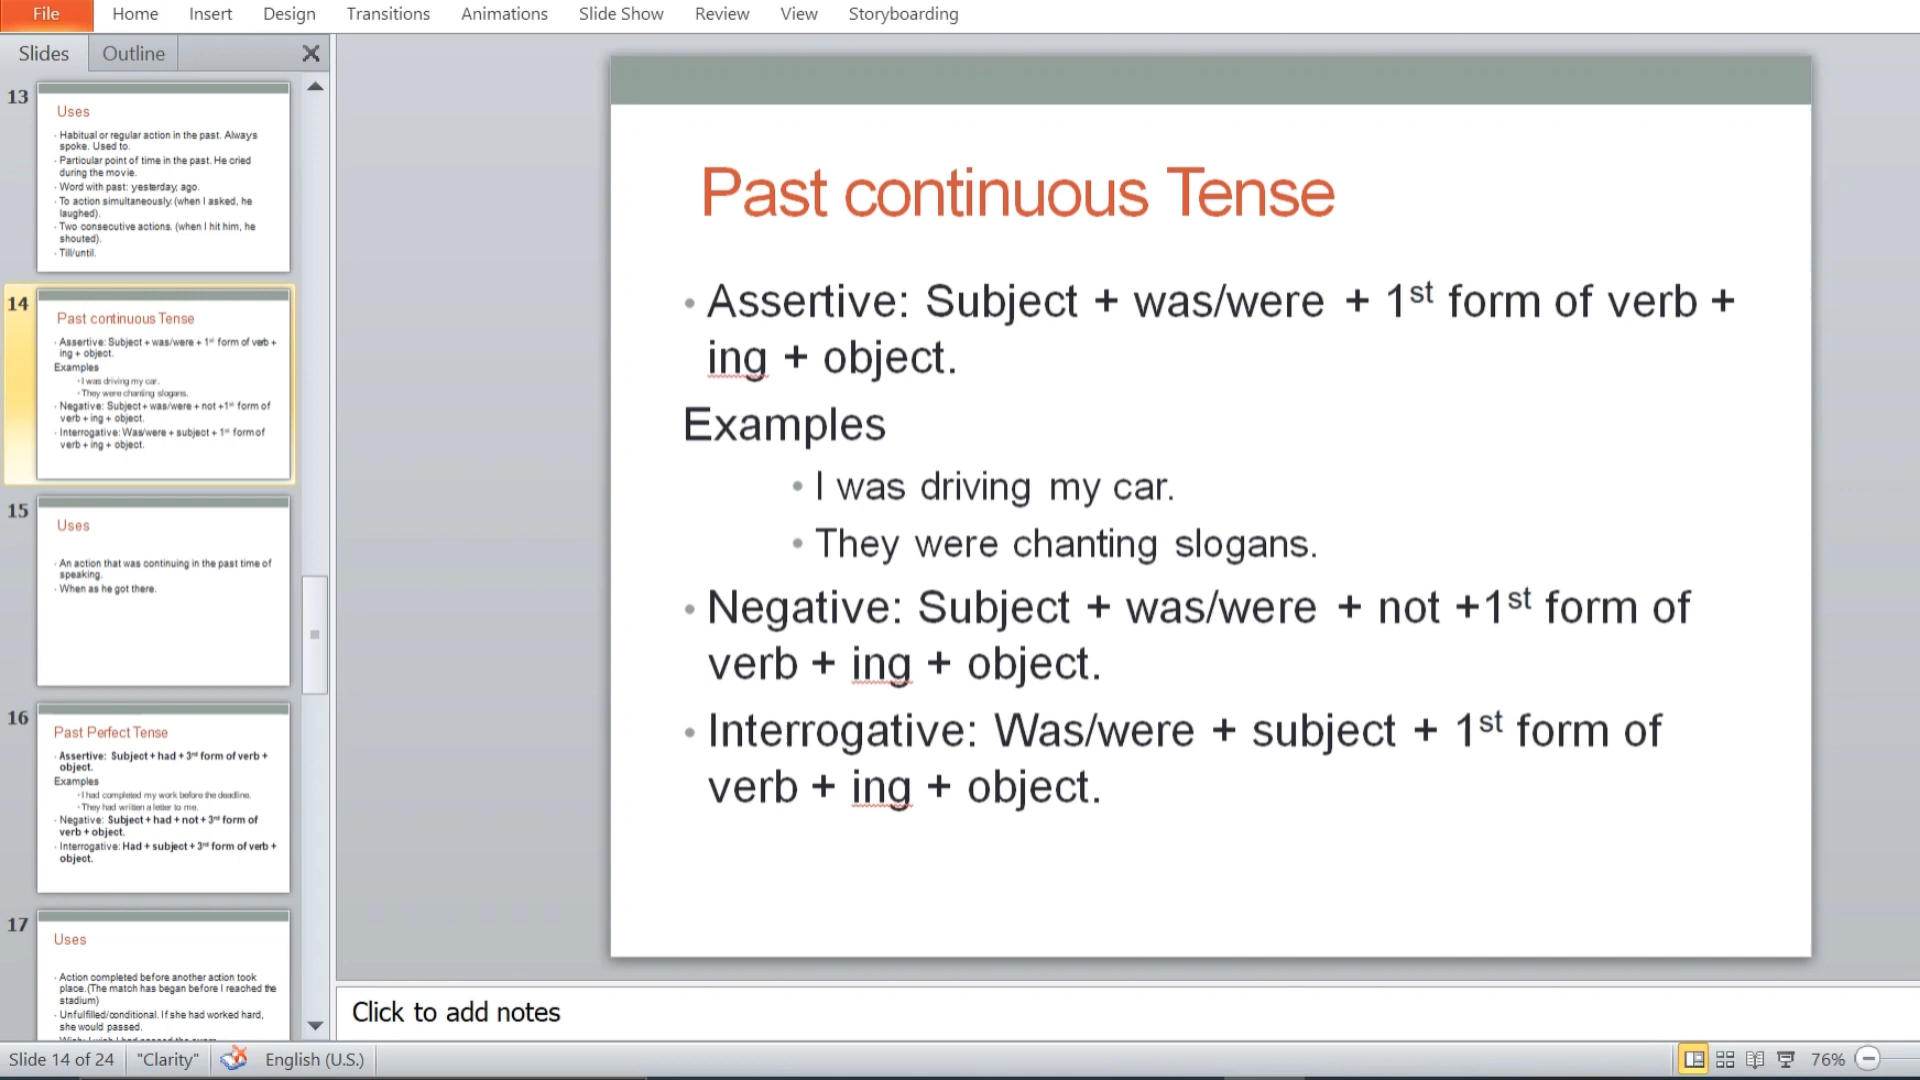 File Home Insert Design Transitions Animations Slide Show Review View Storyboarding
Slides Outline
13
Uses
Habitual or regular action in the past. Always
spoke. Used to.
Particular point of time in the past. He cried
during the movie.
Word with past: yesterday, ago.
To action simultaneously. (when I asked, he
laughed).
Two consecutive actions. (when I hit him, he
shouted).
Till/until.
14
Past continuous Tense
Assertive: Subject + was/were + 1st form of verb +
ing + object.
Examples
I was driving my car.
They were chanting slogans.
Negative: Subject + was/were + not +1st form of
verb + ing + object.
Interrogative: Was/were + subject + 1st form of
verb + ing + object.
15
Uses
An action that was continuing in the past time of
speaking.
When as he got there.
16
Past Perfect Tense
Assertive: Subject + had + 3rd form of verb +
object.
Examples
I had completed my work before the deadline.
They had written a letter to me.
Negative: Subject + had + not + 3rd form of
verb + object.
Interrogative: Had + subject + 3rd form of verb +
object.
17
Uses
Action completed before another action took
place.(The match has began before I reached the
stadium)
Unfulfilled/conditional. If she had worked hard,
she would passed.
Past continuous Tense
• Assertive: Subject + was/were + 1st form of verb +
ing + object.
Examples
• I was driving my car.
• They were chanting slogans.
• Negative: Subject + was/were + not +1st form of
verb + ing + object.
• Interrogative: Was/were + subject + 1st form of
verb + ing + object.
Click to add notes
Slide 14 of 24 "Clarity" English (U.S.) 76%